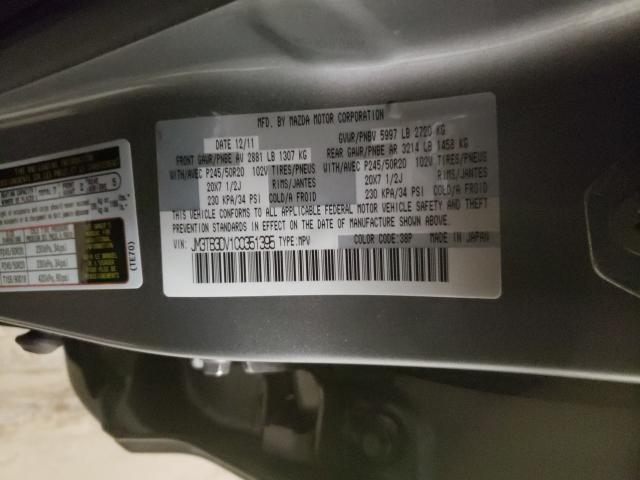 MFD. BY MAZDA MOTOR CORPORATION
DATE 12/11 GVWR/PNBV 5997 LB 2720 KG
FRONT GAWR/PNBE AV 2881 LB 1307 KG REAR GAWR/PNBE AR 3214 LB 1458 KG
WITH/AVEC P245/50R20 102V TIRES/PNEUS WITH/AVEC P245/50R20 102V TIRES/PNEUS
20X7 1/2J RIMS/JANTES 20X7 1/2J RIMS/JANTES
230 KPA/34 PSI COLD/A FROID 230 KPA/34 PSI COLD/A FROID
THIS VEHICLE CONFORMS TO ALL APPLICABLE FEDERAL MOTOR VEHICLE SAFETY AND THEFT
PREVENTION STANDARDS IN EFFECT ON THE DATE OF MANUFACTURE SHOWN ABOVE.
VIN: JM3TB3DV1C0351395 TYPE:MPV COLOR CODE:38P MADE IN JAPAN
(TE70)